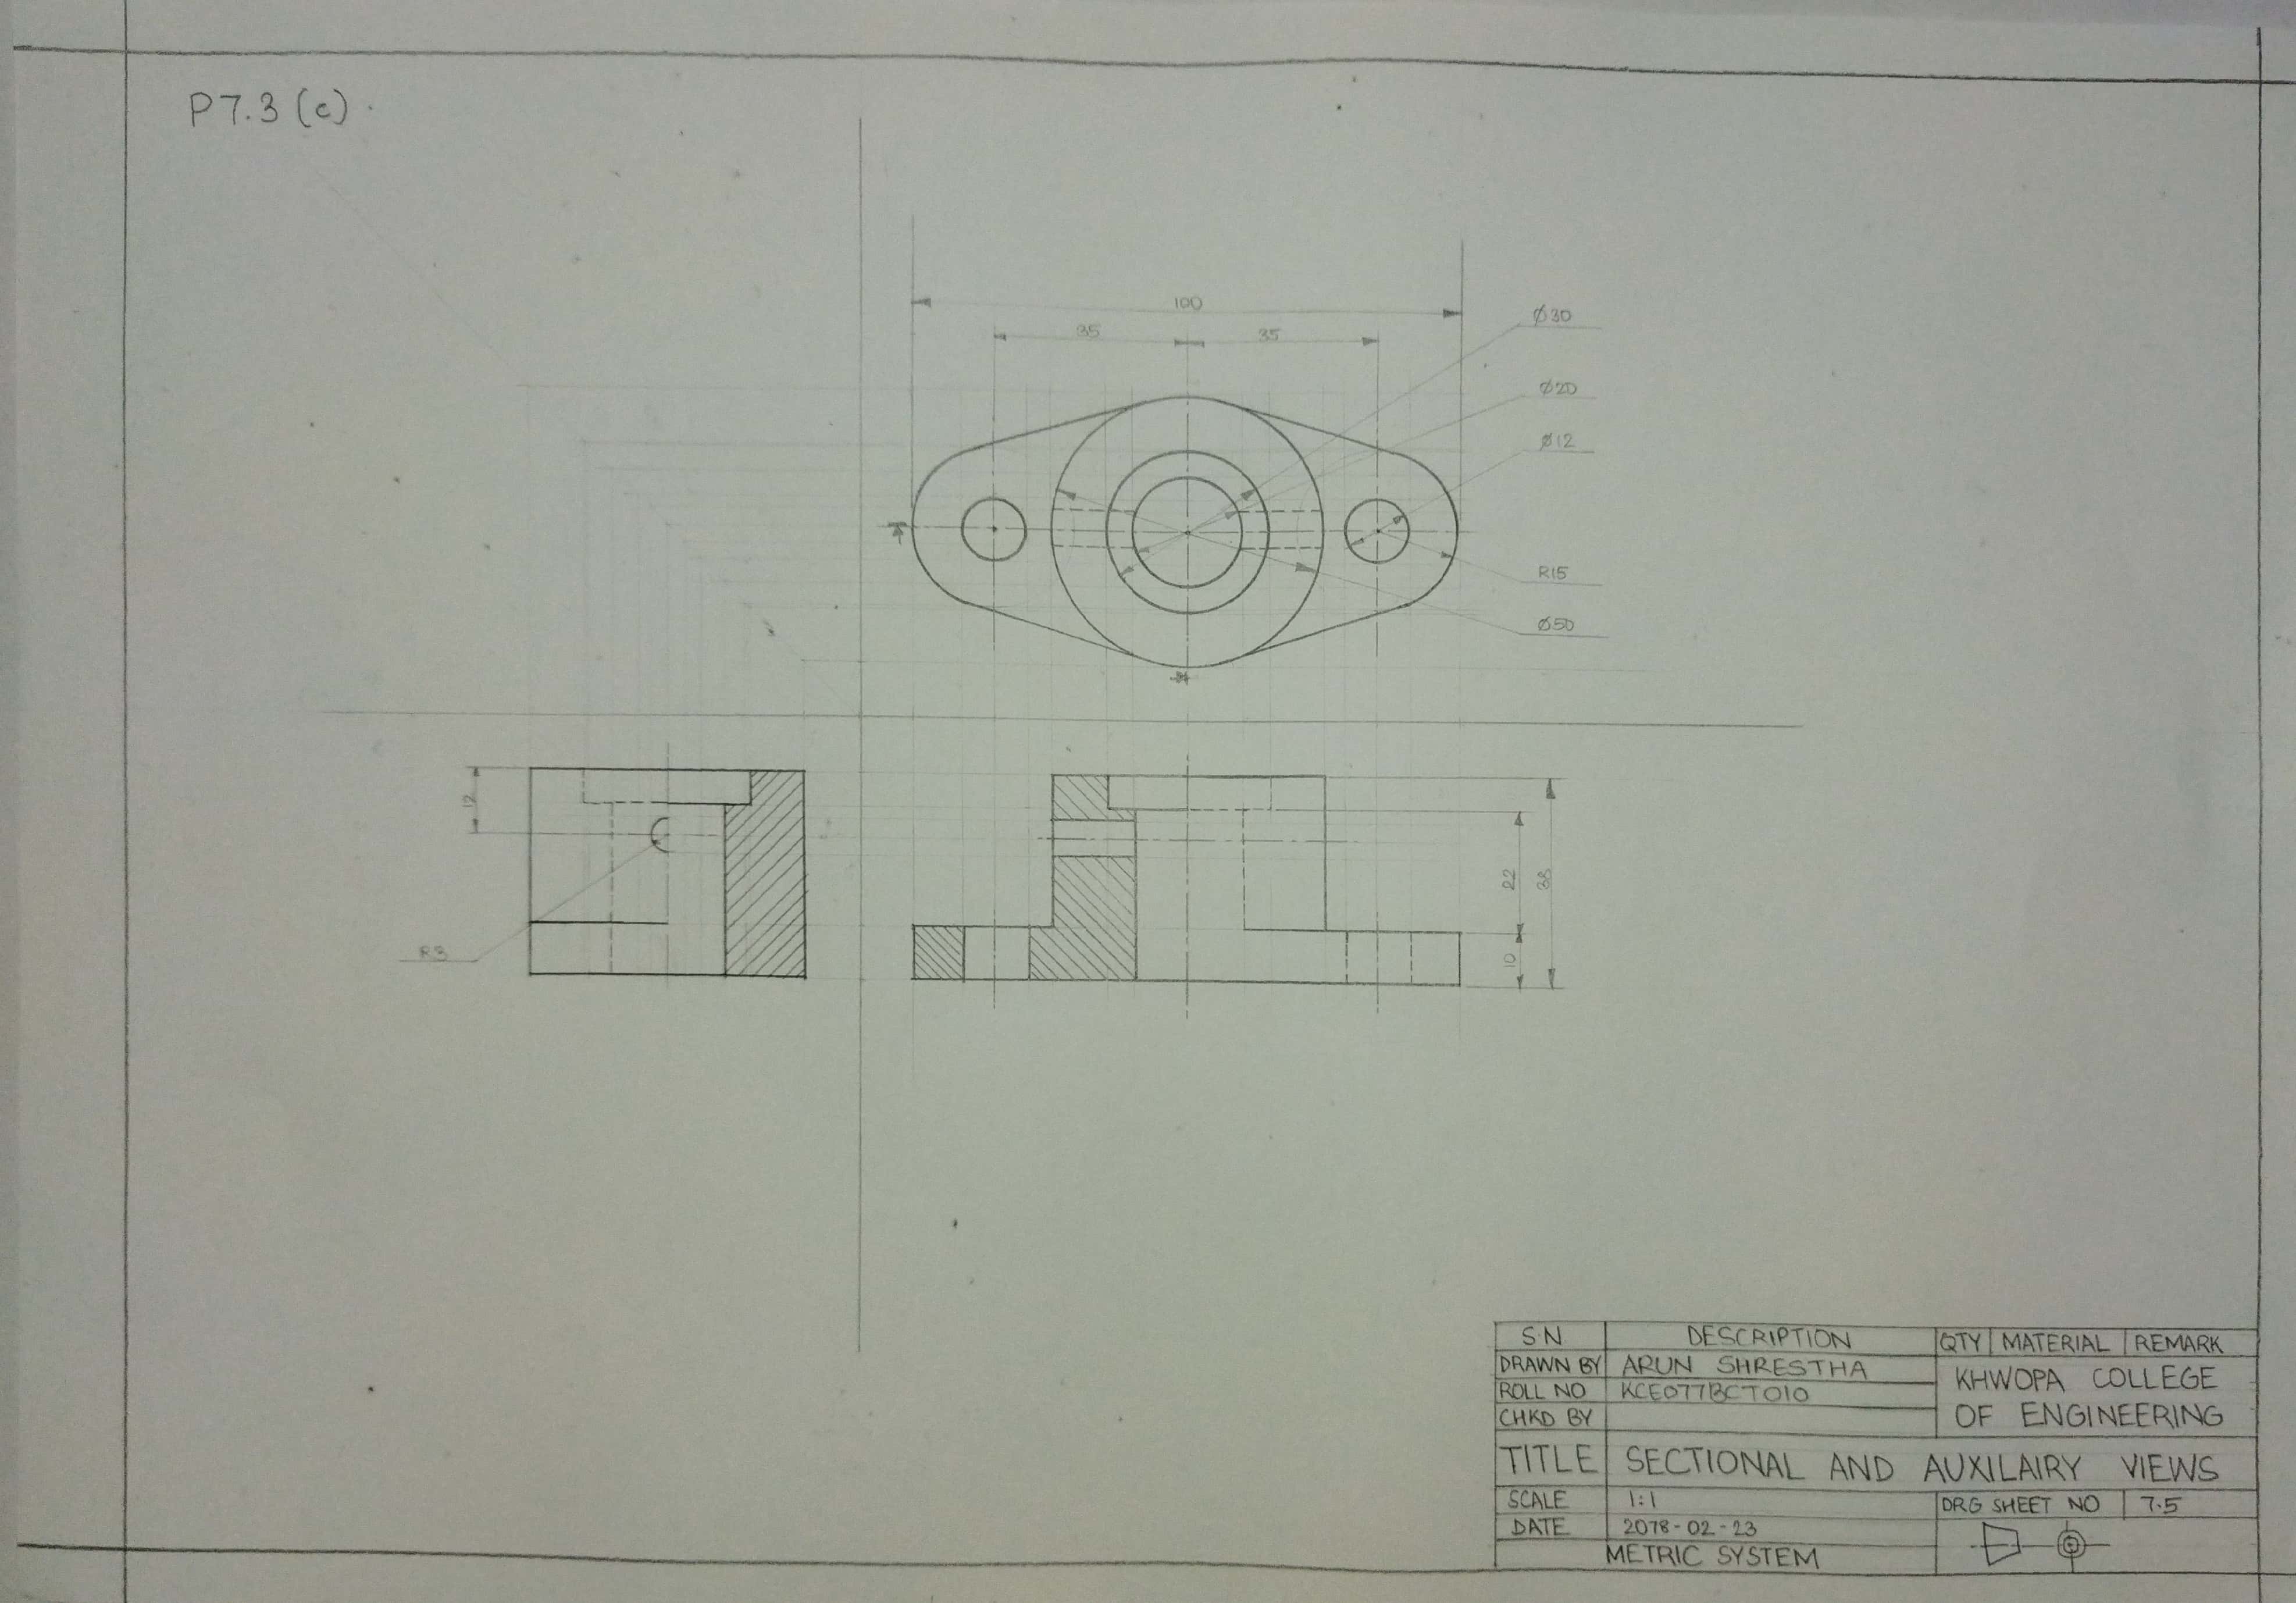 P7.3 (c).
100
35 35
Ø30
Ø20
Ø12
R15
Ø50
12
R3
22
38
10
S.N DESCRIPTION QTY MATERIAL REMARK
DRAWN BY ARUN SHRESTHA
ROLL NO KCE077BCT010
CHKD BY
KHWOPA COLLEGE
OF ENGINEERING
TITLE SECTIONAL AND AUXILAIRY VIEWS
SCALE 1:1 DRG SHEET NO 7.5
DATE 2078-02-23
METRIC SYSTEM